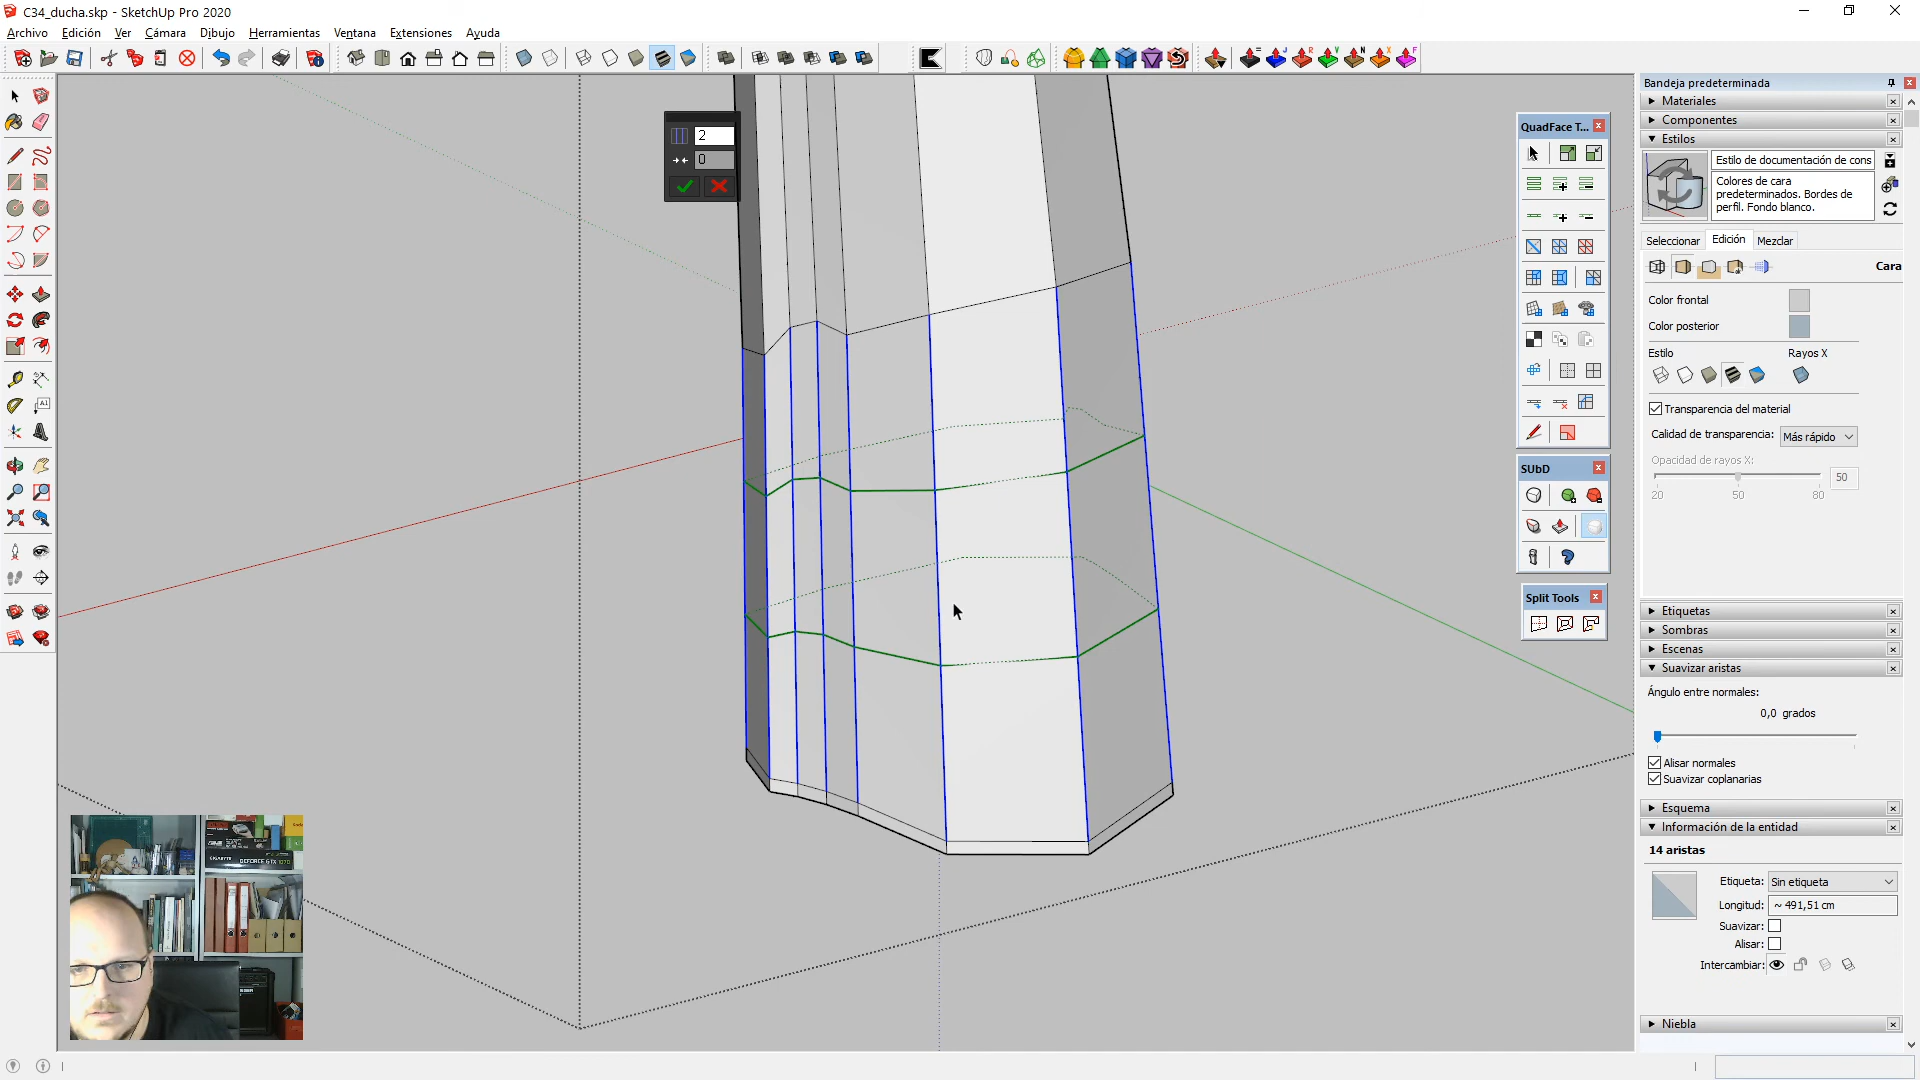 C34_ducha.skp - SketchUp Pro 2020
Archivo Edición Ver Cámara Dibujo Herramientas Ventana Extensiones Ayuda
2
0
A1
QuadFace T...
SUbD
Split Tools
Bandeja predeterminada
Materiales
Componentes
Estilos
Estilo de documentación de cons
Colores de cara
predeterminados. Bordes de
perfil. Fondo blanco.
Seleccionar Edición Mezclar
Cara
Color frontal
Color posterior
Estilo Rayos X
Transparencia del material
Calidad de transparencia: Más rápido
Opacidad de rayos X:
50
20 50 80
Etiquetas
Sombras
Escenas
Suavizar aristas
Ángulo entre normales:
0,0 grados
Alisar normales
Suavizar coplanarias
Esquema
Información de la entidad
14 aristas
Etiqueta: Sin etiqueta
Longitud: ~ 491,51 cm
Suavizar:
Alisar:
Intercambiar:
Niebla
GIGABYTE GEFORCE GTX 1070